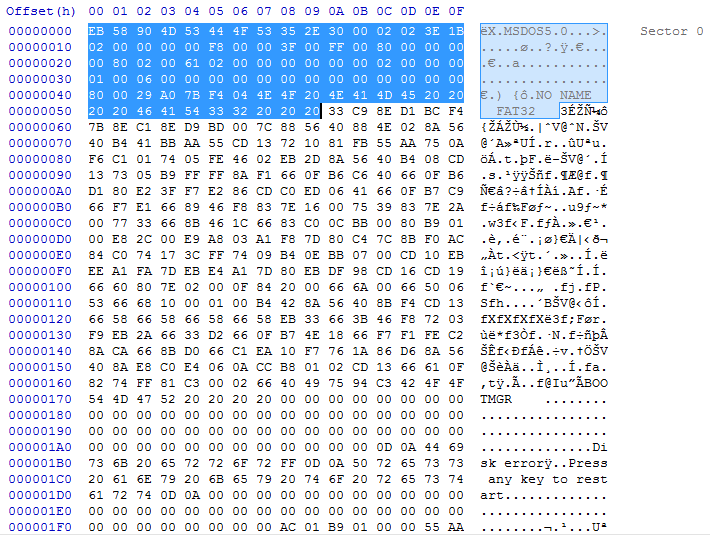 Offset(h) 00 01 02 03 04 05 06 07 08 09 0A 0B 0C 0D 0E 0F
00000000 EB 58 90 4D 53 44 4F 53 35 2E 30 00 02 02 3E 1B ëX.MSDOS5.0...>. Sector 0
00000010 02 00 00 00 00 F8 00 00 3F 00 FF 00 80 00 00 00 .....ø..?.ÿ.€...
00000020 00 80 02 00 61 02 00 00 00 00 00 00 02 00 00 00 .€..a...........
00000030 01 00 06 00 00 00 00 00 00 00 00 00 00 00 00 00 ................
00000040 80 00 29 A0 7B F4 04 4E 4F 20 4E 41 4D 45 20 20 €.) {ô.NO NAME
00000050 20 20 46 41 54 33 32 20 20 20 33 C9 8E D1 BC F4 FAT32 3ÉŽÑ¼ô
00000060 7B 8E C1 8E D9 BD 00 7C 88 56 40 88 4E 02 8A 56 {ŽÁŽÙ½.|ˆV@ˆN.ŠV
00000070 40 B4 41 BB AA 55 CD 13 72 10 81 FB 55 AA 75 0A @´A»ªUÍ.r..ûUªu.
00000080 F6 C1 01 74 05 FE 46 02 EB 2D 8A 56 40 B4 08 CD öÁ.t.þF.ë-ŠV@´.Í
00000090 13 73 05 B9 FF FF 8A F1 66 0F B6 C6 40 66 0F B6 .s.¹ÿÿŠñf.¶Æ@f.¶
000000A0 D1 80 E2 3F F7 E2 86 CD C0 ED 06 41 66 0F B7 C9 Ñ€â?÷â†ÍÀí.Af.·É
000000B0 66 F7 E1 66 89 46 F8 83 7E 16 00 75 39 83 7E 2A f÷áf‰Føƒ~..u9ƒ~*
000000C0 00 77 33 66 8B 46 1C 66 83 C0 0C BB 00 80 B9 01 .w3f‹F.fƒÀ.».€¹.
000000D0 00 E8 2C 00 E9 A8 03 A1 F8 7D 80 C4 7C 8B F0 AC .è,.é¨.¡ø}€Ä|‹ð¬
000000E0 84 C0 74 17 3C FF 74 09 B4 0E BB 07 00 CD 10 EB „Àt.<ÿt.´.»..Í.ë
000000F0 EE A1 FA 7D EB E4 A1 7D 80 EB DF 98 CD 16 CD 19 î¡ú}ëä¡}€ëß˜Í.Í.
00000100 66 60 80 7E 02 00 0F 84 20 00 66 6A 00 66 50 06 f`€~...„ .fj.fP.
00000110 53 66 68 10 00 01 00 B4 42 8A 56 40 8B F4 CD 13 Sfh....´BŠV@‹ôÍ.
00000120 66 58 66 58 66 58 66 58 EB 33 66 3B 46 F8 72 03 fXfXfXfXë3f;Før.
00000130 F9 EB 2A 66 33 D2 66 0F B7 4E 18 66 F7 F1 FE C2 ùë*f3Òf.·N.f÷ñþÂ
00000140 8A CA 66 8B D0 66 C1 EA 10 F7 76 1A 86 D6 8A 56 ŠÊf‹ÐfÁê.÷v.†ÖŠV
00000150 40 8A E8 C0 E4 06 0A CC B8 01 02 CD 13 66 61 0F @ŠèÀä..Ì¸..Í.fa.
00000160 82 74 FF 81 C3 00 02 66 40 49 75 94 C3 42 4F 4F ‚tÿ.Ã..f@Iu”ÃBOO
00000170 54 4D 47 52 20 20 20 20 00 00 00 00 00 00 00 00 TMGR ........
00000180 00 00 00 00 00 00 00 00 00 00 00 00 00 00 00 00 ................
00000190 00 00 00 00 00 00 00 00 00 00 00 00 00 00 00 00 ................
000001A0 00 00 00 00 00 00 00 00 00 00 00 00 0D 0A 44 69 ..............Di
000001B0 73 6B 20 65 72 72 6F 72 FF 0D 0A 50 72 65 73 73 sk errorÿ..Press
000001C0 20 61 6E 79 20 6B 65 79 20 74 6F 20 72 65 73 74 any key to rest
000001D0 61 72 74 0D 0A 00 00 00 00 00 00 00 00 00 00 00 art.............
000001E0 00 00 00 00 00 00 00 00 00 00 00 00 00 00 00 00 ................
000001F0 00 00 00 00 00 00 00 00 AC 01 B9 01 00 00 55 AA ........¬.¹...Uª